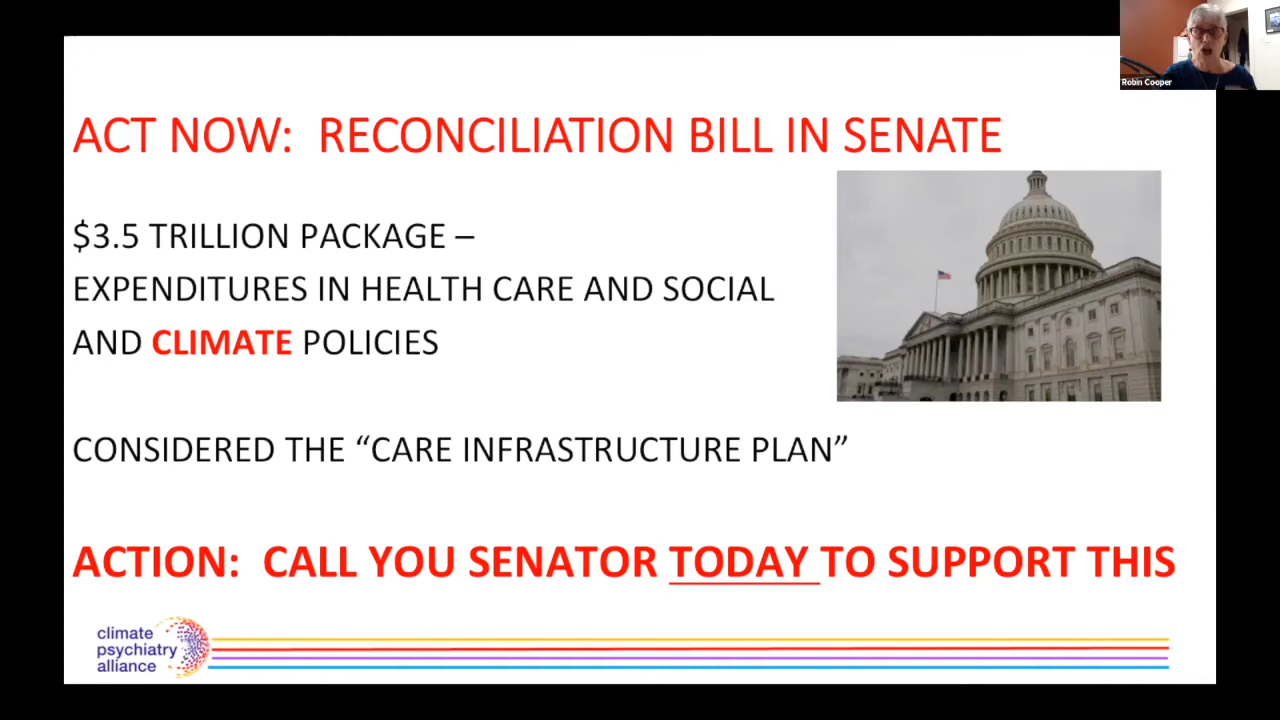 Robin Cooper
ACT NOW: RECONCILIATION BILL IN SENATE
$3.5 TRILLION PACKAGE –
EXPENDITURES IN HEALTH CARE AND SOCIAL
AND CLIMATE POLICIES
CONSIDERED THE “CARE INFRASTRUCTURE PLAN”
ACTION: CALL YOU SENATOR TODAY TO SUPPORT THIS
climate
psychiatry
alliance